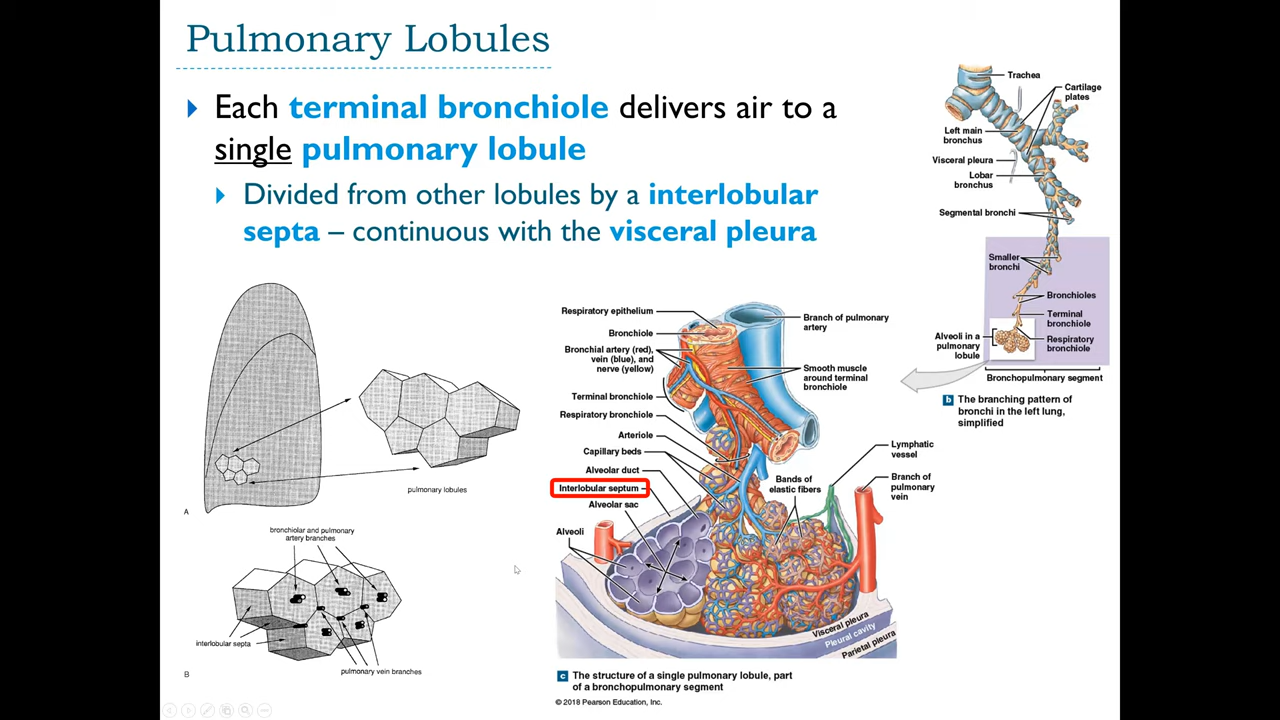 Pulmonary Lobules
Each terminal bronchiole delivers air to a
single pulmonary lobule
Divided from other lobules by a interlobular
septa – continuous with the visceral pleura
pulmonary lobules
A
bronchiolar and pulmonary
artery branches
interlobular septa
pulmonary vein branches
B
Respiratory epithelium
Bronchiole
Bronchial artery (red),
vein (blue), and
nerve (yellow)
Terminal bronchiole
Respiratory bronchiole
Arteriole
Capillary beds
Alveolar duct
Interlobular septum
Alveolar sac
Alveoli
Branch of pulmonary
artery
Smooth muscle
around terminal
bronchiole
Bands of
elastic fibers
Lymphatic
vessel
Branch of
pulmonary
vein
Visceral pleura
Pleural cavity
Parietal pleura
c The structure of a single pulmonary lobule, part
of a bronchopulmonary segment
© 2018 Pearson Education, Inc.
Trachea
Cartilage
plates
Left main
bronchus
Visceral pleura
Lobar
bronchus
Segmental bronchi
Smaller
bronchi
Bronchioles
Terminal
bronchiole
Alveoli in a
pulmonary
lobule
Respiratory
bronchiole
Bronchopulmonary segment
b The branching pattern of
bronchi in the left lung,
simplified